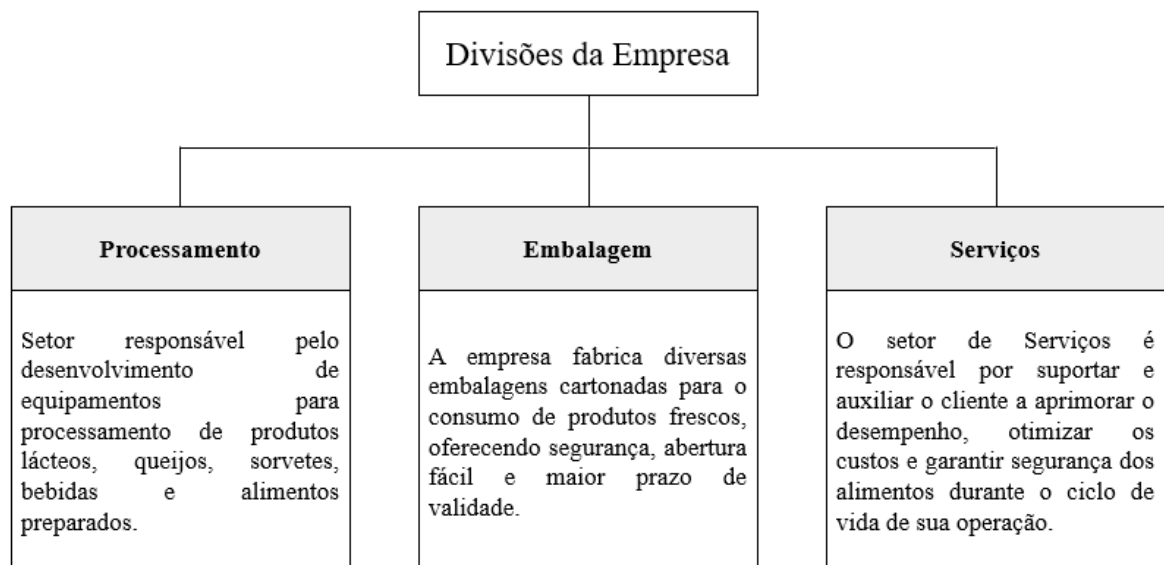 Divisões da Empresa
Processamento
Setor responsável pelo
desenvolvimento de
equipamentos para
processamento de produtos
lácteos, queijos, sorvetes,
bebidas e alimentos
preparados.
Embalagem
A empresa fabrica diversas
embalagens cartonadas para o
consumo de produtos frescos,
oferecendo segurança, abertura
fácil e maior prazo de
validade.
Serviços
O setor de Serviços é
responsável por suportar e
auxiliar o cliente a aprimorar o
desempenho, otimizar os
custos e garantir segurança dos
alimentos durante o ciclo de
vida de sua operação.